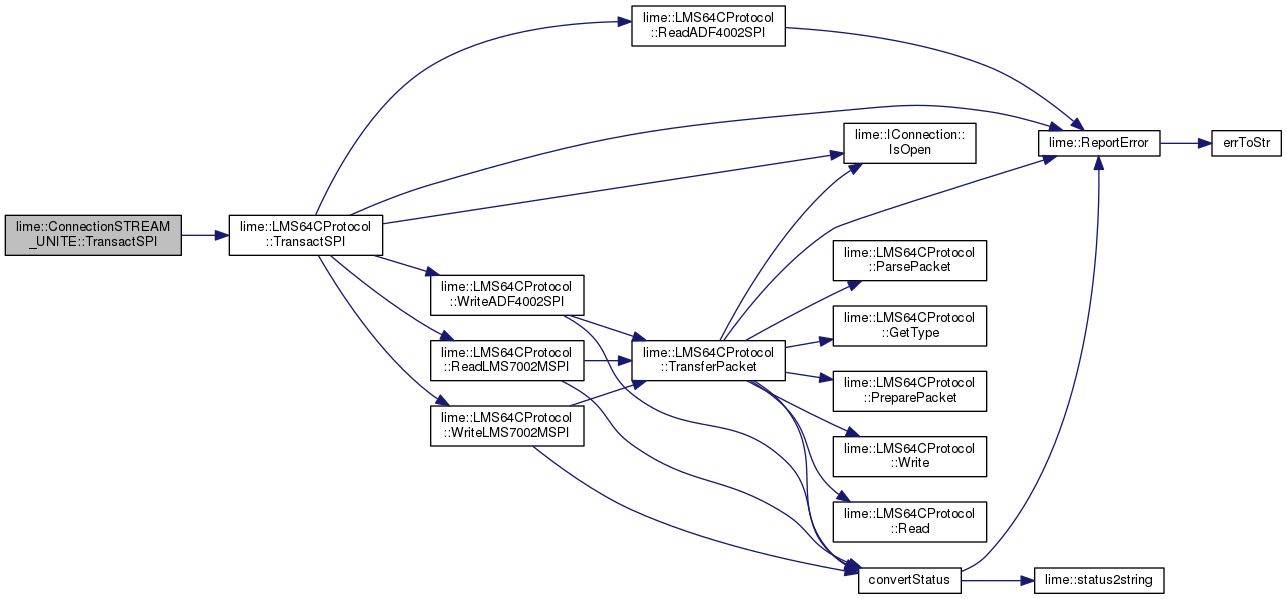 lime::ConnectionSTREAM
_UNITE::TransactSPI
lime::LMS64CProtocol
::TransactSPI
lime::LMS64CProtocol
::ReadADF4002SPI
lime::LMS64CProtocol
::WriteADF4002SPI
lime::LMS64CProtocol
::ReadLMS7002MSPI
lime::LMS64CProtocol
::WriteLMS7002MSPI
lime::LMS64CProtocol
::TransferPacket
lime::IConnection::
IsOpen
lime::LMS64CProtocol
::ParsePacket
lime::LMS64CProtocol
::GetType
lime::LMS64CProtocol
::PreparePacket
lime::LMS64CProtocol
::Write
lime::LMS64CProtocol
::Read
convertStatus
lime::ReportError
errToStr
lime::status2string